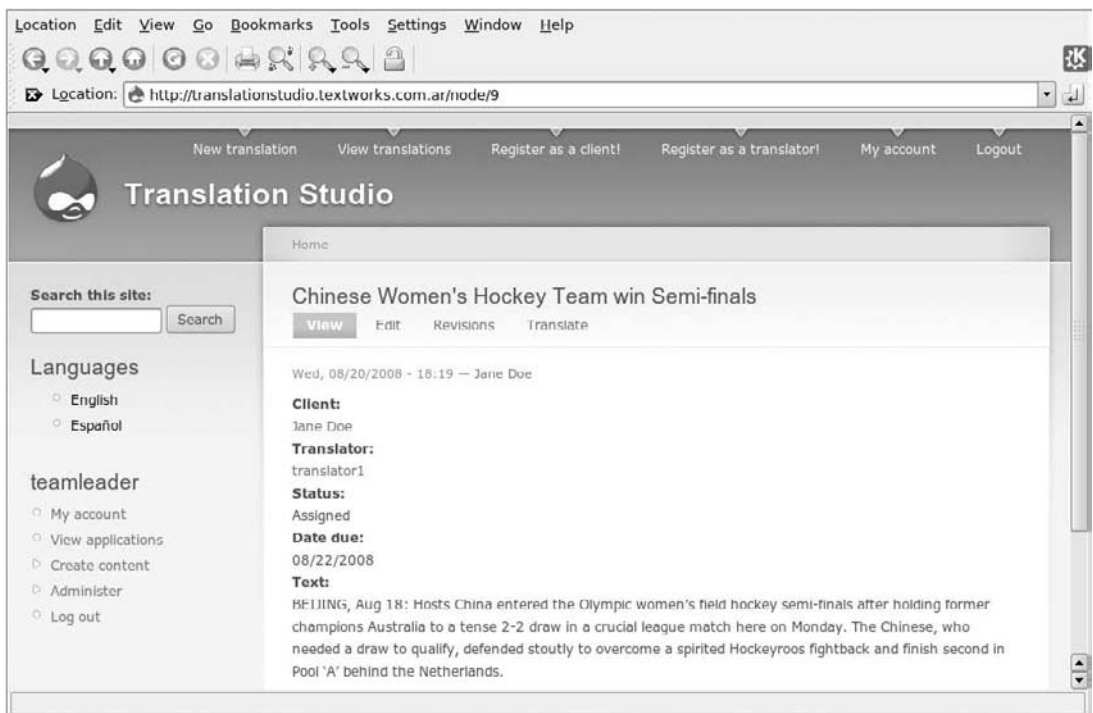 Location Edit View Go Bookmarks Tools Settings Window Help
Location: http://translationstudio.textworks.com.ar/node/9
New translation View translations Register as a client! Register as a translator! My account Logout
Translation Studio
Home
Search this site:
Search
Languages
English
Español
teamleader
My account
View applications
Create content
Administer
Log out
Chinese Women's Hockey Team win Semi-finals
View Edit Revisions Translate
Wed, 08/20/2008 - 18:19 — Jane Doe
Client:
Jane Doe
Translator:
translator1
Status:
Assigned
Date due:
08/22/2008
Text:
BEIJING, Aug 18: Hosts China entered the Olympic women's field hockey semi-finals after holding former
champions Australia to a tense 2-2 draw in a crucial league match here on Monday. The Chinese, who
needed a draw to qualify, defended stoutly to overcome a spirited Hockeyroos fightback and finish second in
Pool 'A' behind the Netherlands.